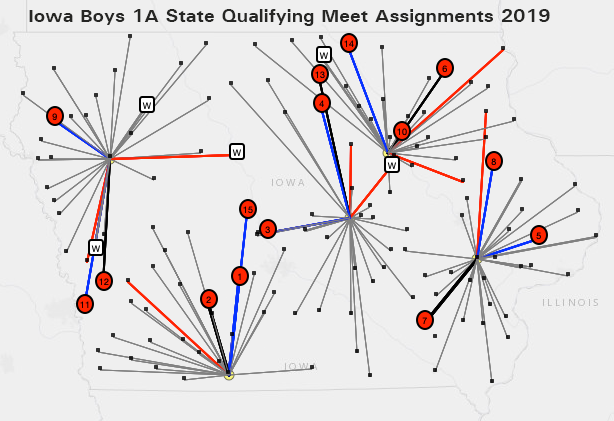 Iowa Boys 1A State Qualifying Meet Assignments 2019
14
W
6
13
W
4
9
10
W
8
W
IOWA
15
3
5
W
12
1
2
11
ILLINOIS
7
IOWA